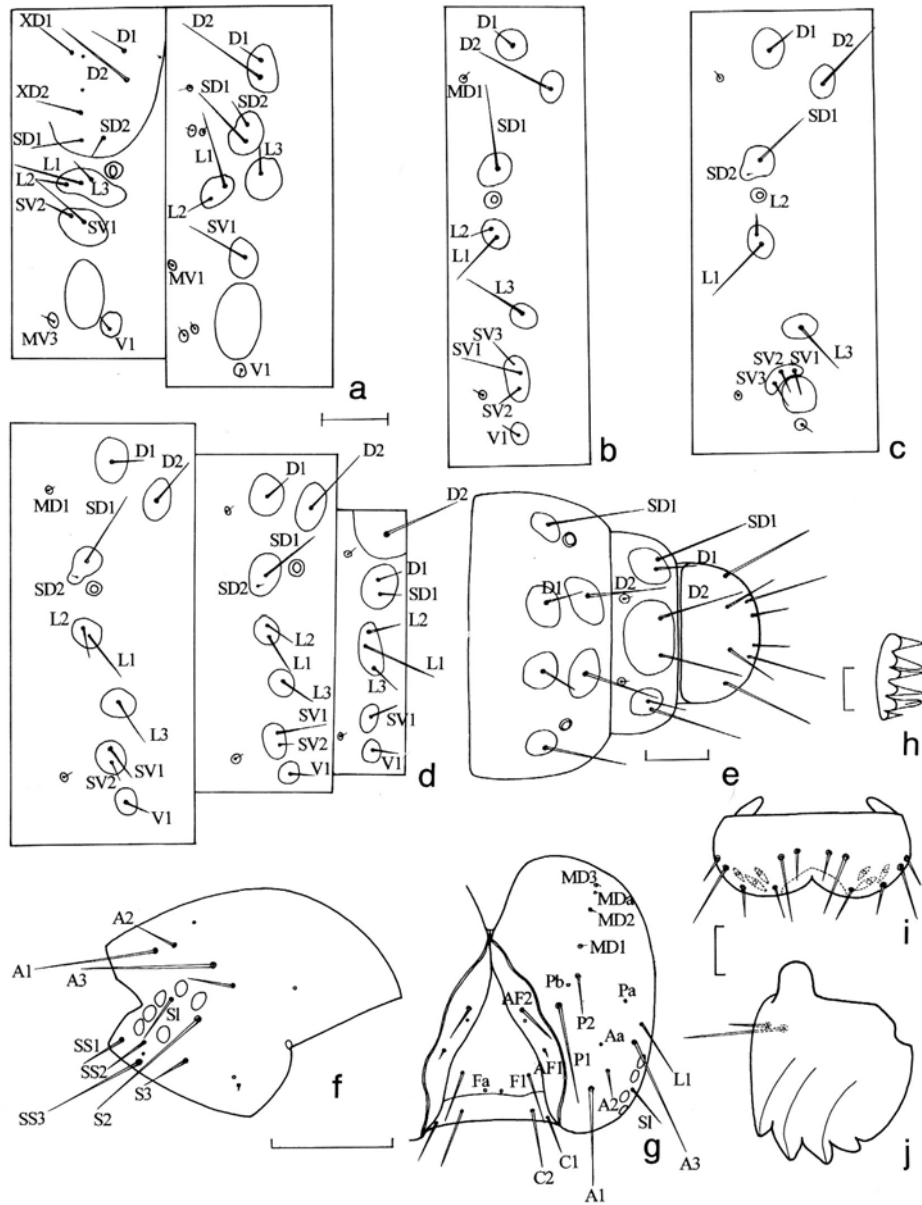 XD1
D1
D2
XD2
SD1
SD2
L1
L2
L3
SV2
SV1
MV3
V1
D2
D1
SD1
SD2
L1
L3
L2
SV1
MV1
V1
a
D1
D2
MD1
SD1
L2
L1
L3
SV3
SV1
SV2
V1
b
D1
D2
SD1
SD2
L2
L1
L3
SV2
SV1
SV3
c
D1
D2
MD1
SD1
SD2
L2
L1
L3
SV1
SV2
V1
D1
D2
SD1
SD2
L2
L1
L3
SV1
SV2
V1
D2
D1
SD1
L2
L1
L3
SV1
V1
d
SD1
SD1
D1
D1
D2
D2
e
h
A2
A1
A3
Sl
SS1
SS2
SS3
S2
S3
f
MD3
MDa
MD2
MD1
Pb
Pa
AF2
P2
Aa
P1
L1
AF1
Fa
F1
A2
Sl
A3
C1
C2
A1
g
i
j